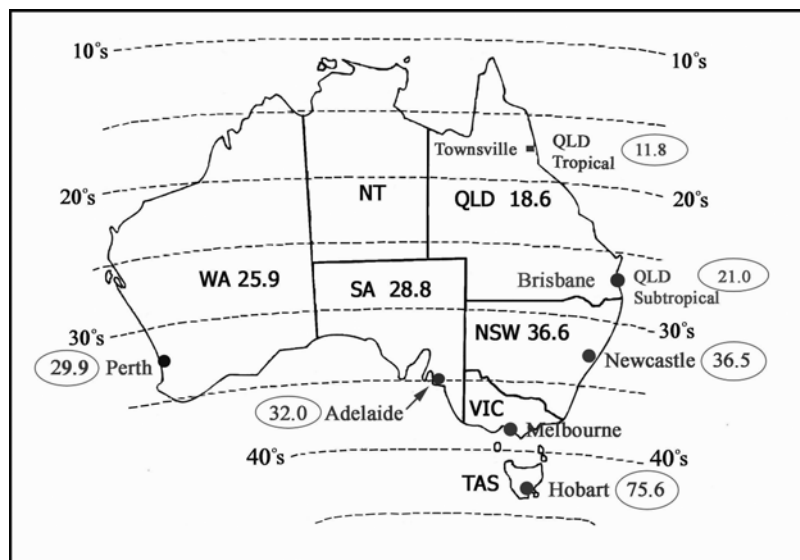 10°s
10°s
Townsville
QLD
Tropical
11.8
20°s
NT
QLD 18.6
20°s
WA 25.9
SA 28.8
Brisbane
QLD
Subtropical
21.0
30°s
NSW 36.6
30°s
29.9
Perth
Newcastle
36.5
32.0
Adelaide
VIC
Melbourne
40°s
40°s
TAS
Hobart
75.6